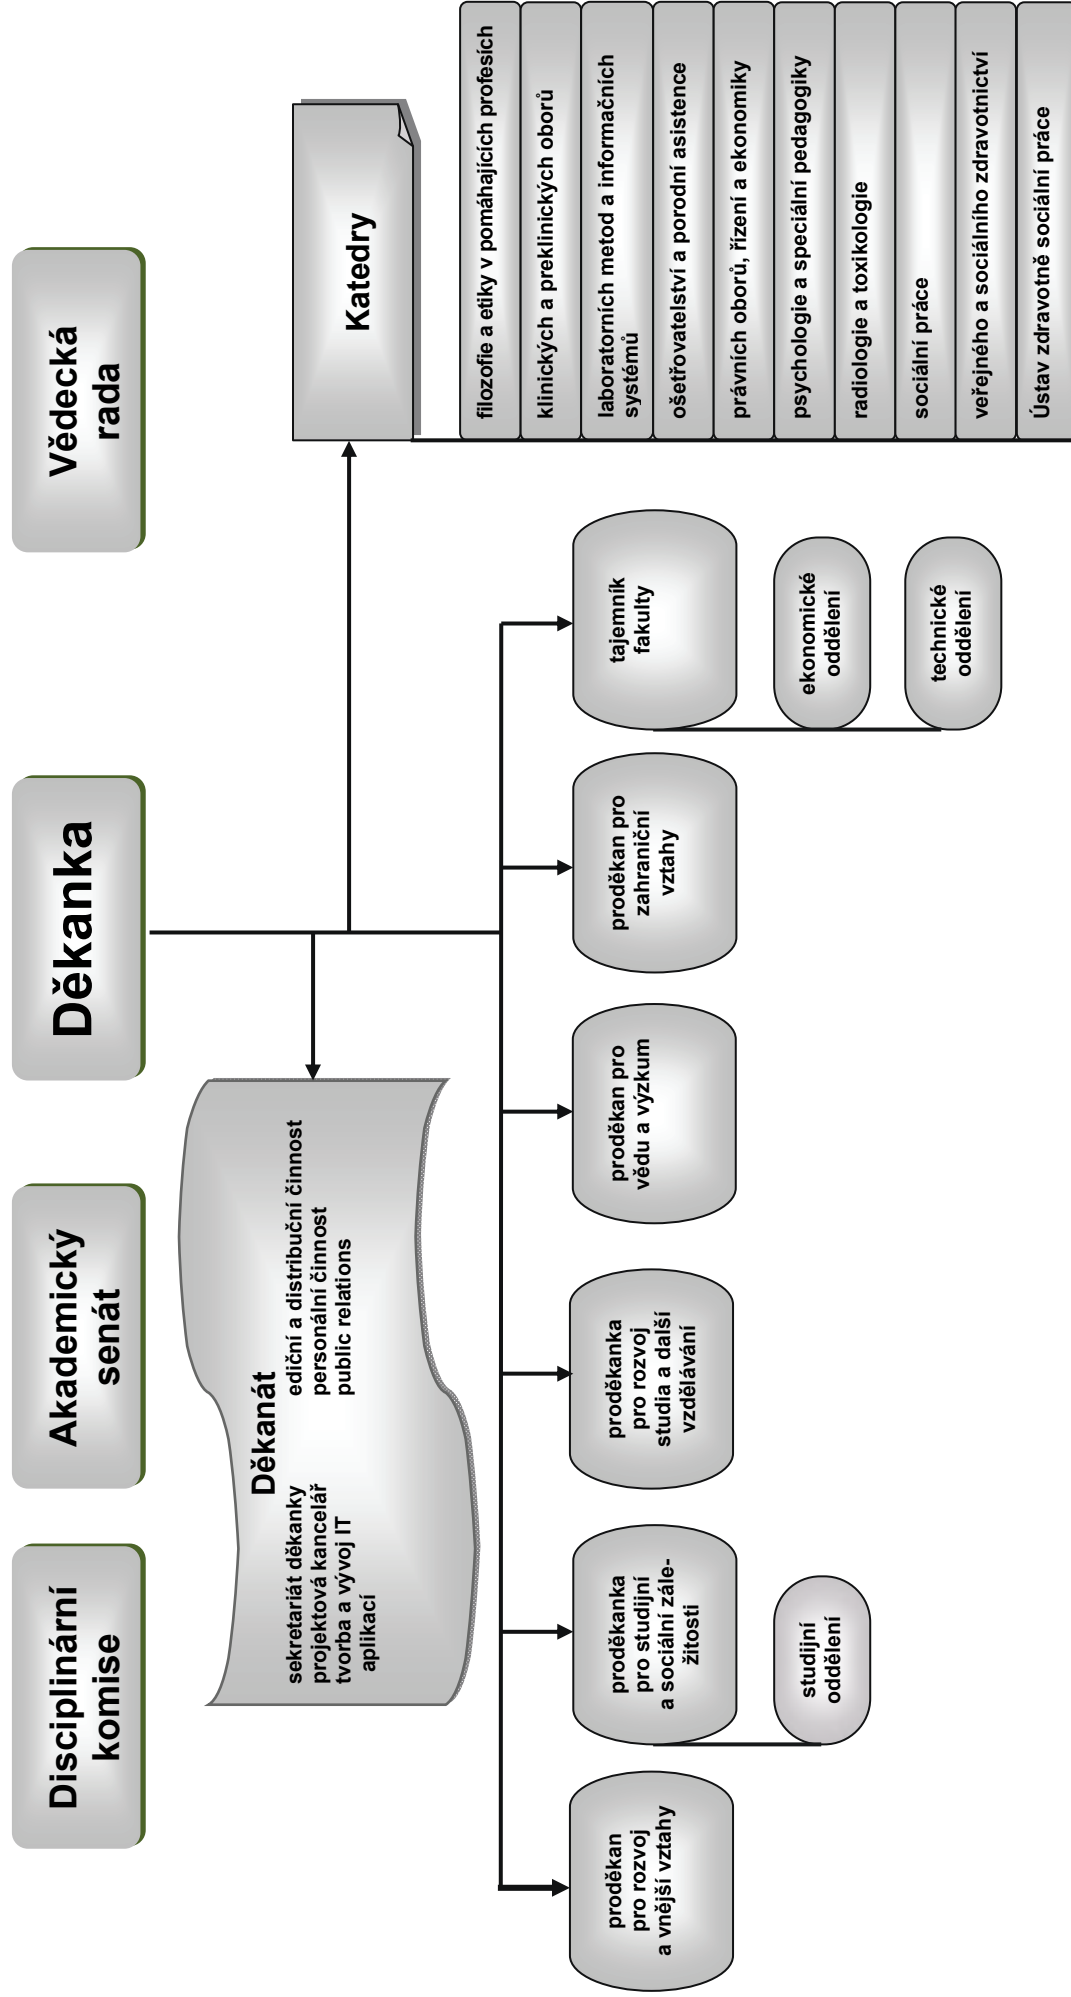 Disciplinární
komise
Akademický
senát
Děkanka
Vědecká
rada
Děkanát
sekretariát děkanky
projektová kancelář
tvorba a vývoj IT
aplikací
ediční a distribuční činnost
personální činnost
public relations
Katedry
filozofie a etiky v pomáhajících profesích
klinických a preklinických oborů
laboratorních metod a informačních
systémů
ošetřovatelství a porodní asistence
právních oborů, řízení a ekonomiky
psychologie a speciální pedagogiky
radiologie a toxikologie
sociální práce
veřejného a sociálního zdravotnictví
Ústav zdravotně sociální práce
proděkan
pro rozvoj
a vnější vztahy
proděkanka
pro studijní
a sociální zále-
žitosti
studijní
oddělení
proděkanka
pro rozvoj
studia a další
vzdělávání
proděkan pro
vědu a výzkum
proděkan pro
zahraniční
vztahy
tajemník
fakulty
ekonomické
oddělení
technické
oddělení